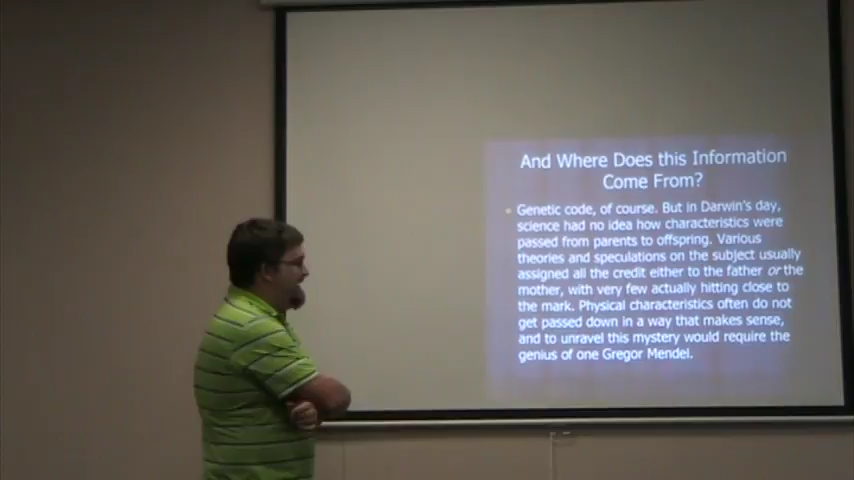 And Where Does this Information
Come From?
Genetic code, of course. But in Darwin's day,
science had no idea how characteristics were
passed from parents to offspring. Various
theories and speculations on the subject usually
assigned all the credit either to the father or the
mother, with very few actually hitting close to
the mark. Physical characteristics often do not
get passed down in a way that makes sense,
and to unravel this mystery would require the
genius of one Gregor Mendel.